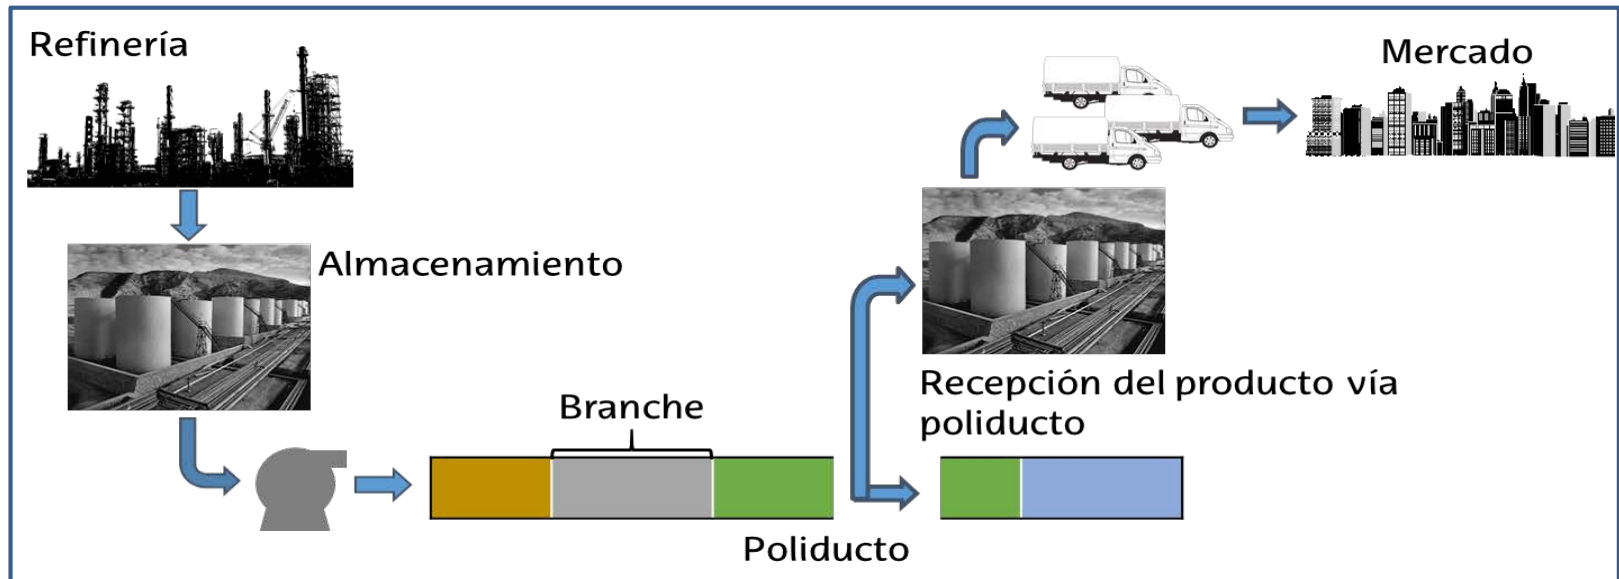 Refinería
Mercado
Almacenamiento
Recepción del producto vía
poliducto
Branche
Poliducto